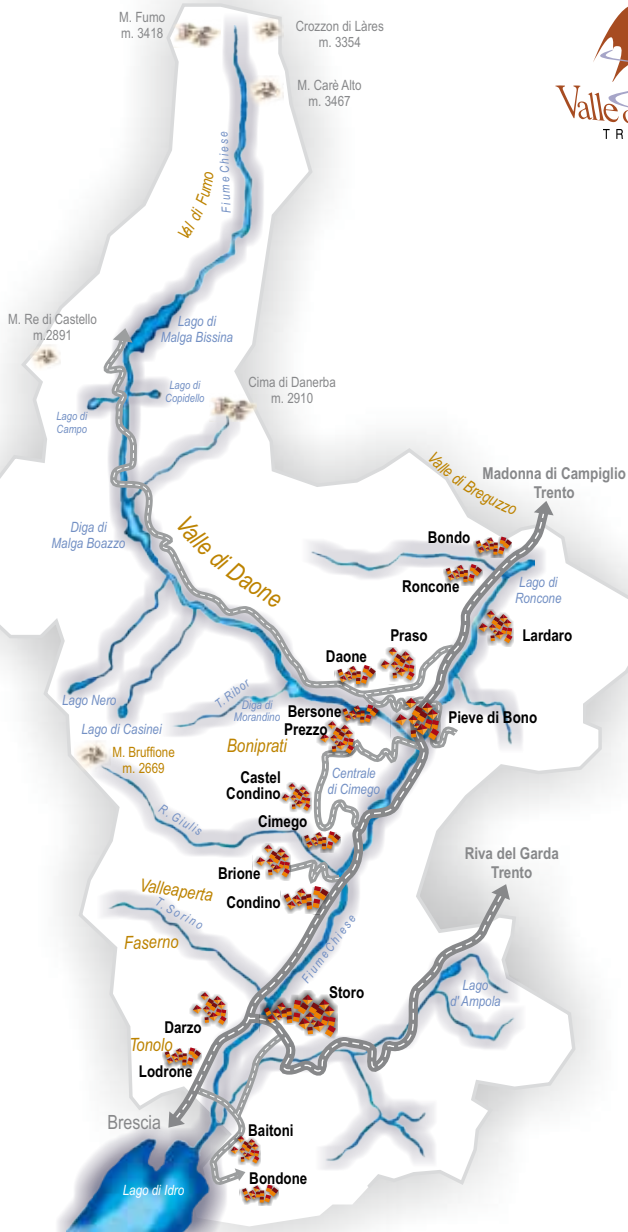 M. Fumo
m. 3418
Crozzon di Làres
m. 3354
M. Carè Alto
m. 3467
Valle
TR
Fiume Chiese
Val di Fumo
M. Re di Castello
m.2891
Lago di
Malga Bissina
Lago di
Copidello
Lago di
Campo
Cima di Danerba
m. 2910
Valle di Breguzzo
Madonna di Campiglio
Trento
Diga di
Malga Boazzo
Valle di Daone
Bondo
Roncone
Lago di
Roncone
Lardaro
Praso
Daone
Lago Nero
T. Ribor
Diga di
Morandino
Bersone
Prezzo
Pieve di Bono
Lago di Casinei
Boniprati
M. Bruffione
m. 2669
Centrale
di Cimego
Castel
Condino
R. Giulis
Cimego
Brione
Riva del Garda
Trento
Valleaperta
Condino
T. Sorino
Faserno
Fiume Chiese
Lago
d'Ampola
Storo
Darzo
Tonolo
Lodrone
Brescia
Baitoni
Bondone
Lago di Idro